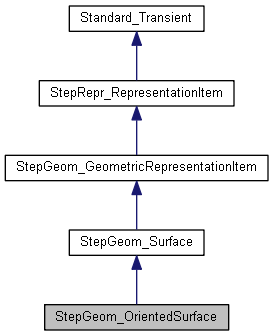 Standard_Transient
StepRepr_RepresentationItem
StepGeom_GeometricRepresentationItem
StepGeom_Surface
StepGeom_OrientedSurface